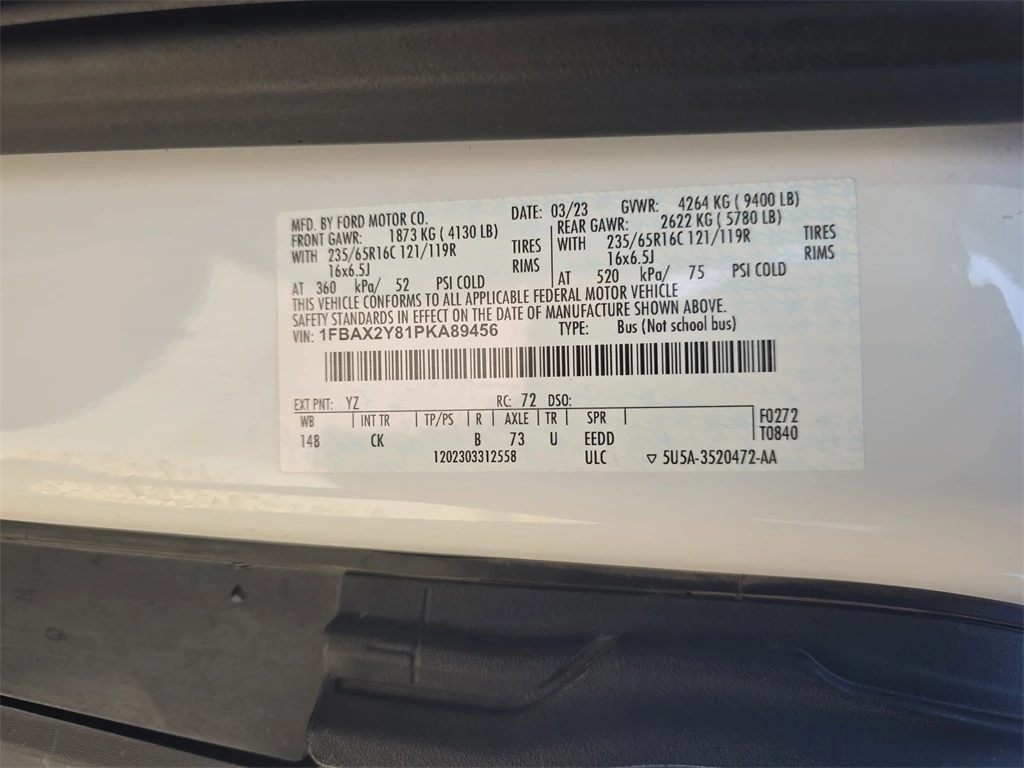 MFD. BY FORD MOTOR CO. DATE: 03/23 GVWR: 4264 KG ( 9400 LB)
FRONT GAWR: 1873 KG ( 4130 LB) REAR GAWR: 2622 KG ( 5780 LB)
WITH 235/65R16C 121/119R TIRES WITH 235/65R16C 121/119R TIRES
16x6.5J RIMS 16x6.5J RIMS
AT 360 kPa/ 52 PSI COLD AT 520 kPa/ 75 PSI COLD
THIS VEHICLE CONFORMS TO ALL APPLICABLE FEDERAL MOTOR VEHICLE
SAFETY STANDARDS IN EFFECT ON THE DATE OF MANUFACTURE SHOWN ABOVE.
VIN: 1FBAX2Y81PKA89456 TYPE: Bus (Not school bus)
EXT PNT: YZ RC: 72 DSO:
WB INT TR TP/PS R AXLE TR SPR F0272
148 CK B 73 U EEDD T0840
1202303312558 ULC ▽ 5U5A-3520472-AA